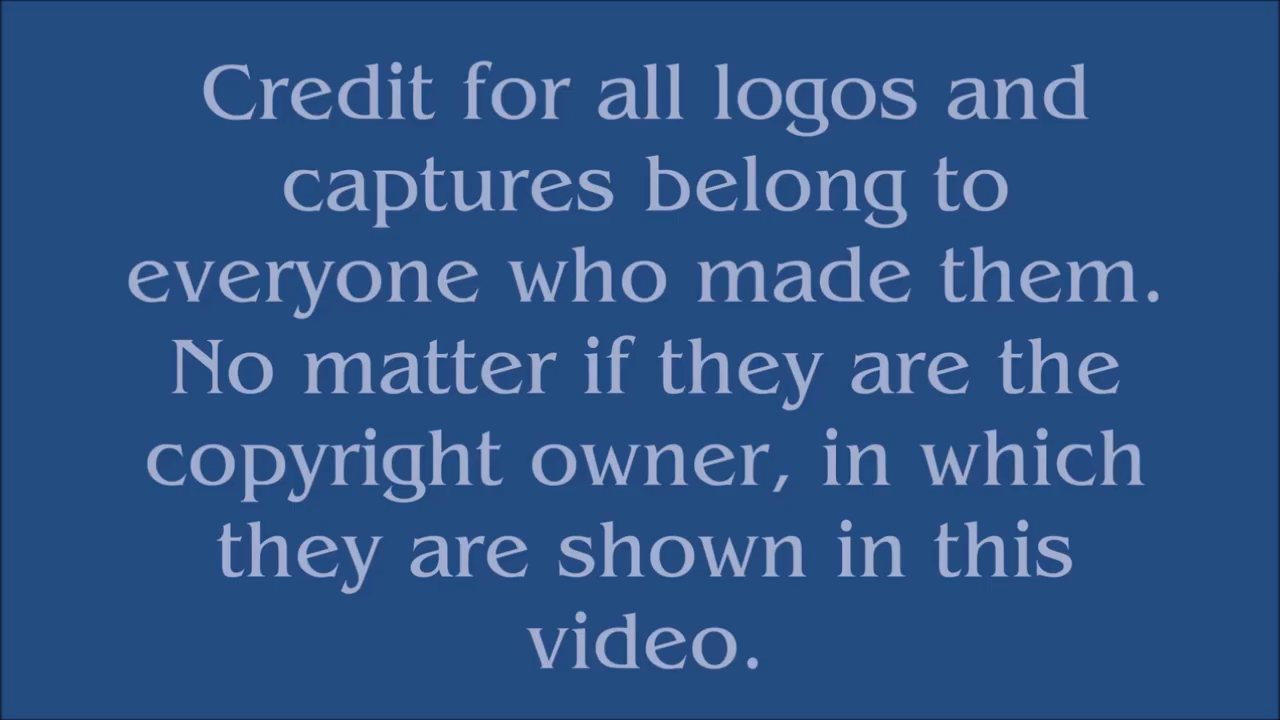 Credit for all logos and
captures belong to
everyone who made them.
No matter if they are the
copyright owner, in which
they are shown in this
video.